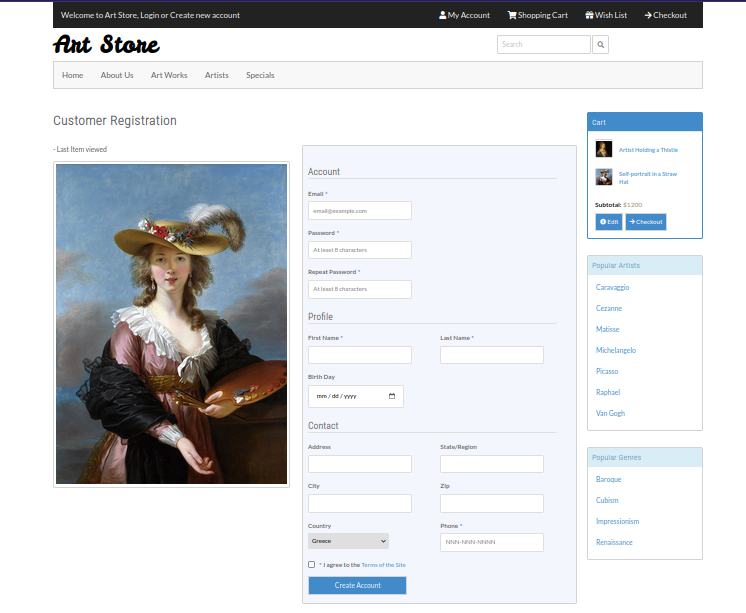 Welcome to Art Store, Login or Create new account
My Account
Shopping Cart
Wish List
Checkout
Art Store
Search
Home
About Us
Art Works
Artists
Specials
Customer Registration
- Last Item viewed
Account
Email *
email@example.com
Password *
At least 8 characters
Repeat Password *
At least 8 characters
Profile
First Name *
Last Name *
Birth Day
mm / dd / yyyy
Contact
Address
State/Region
City
Zip
Country
Phone *
Greece
NNN-NNN-NNNN
* I agree to the Terms of the Site
Create Account
Cart
Artist Holding a Thistle
Self-portrait in a Straw
Hat
Subtotal: $1200
Edit
Checkout
Popular Artists
Caravaggio
Cezanne
Matisse
Michelangelo
Picasso
Raphael
Van Gogh
Popular Genres
Baroque
Cubism
Impressionism
Renaissance